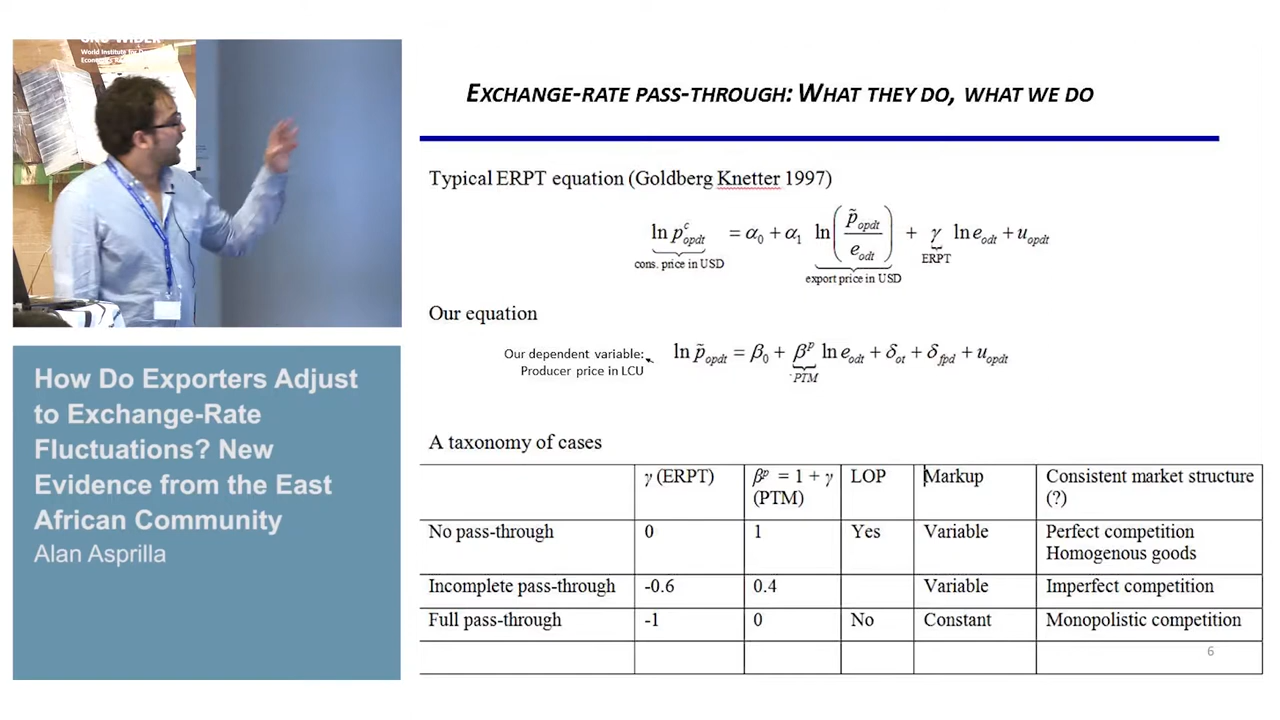 World Institute for
EXCHANGE-RATE PASS-THROUGH: WHAT THEY DO, WHAT WE DO
Typical ERPT equation (Goldberg Knetter 1997)
ln p^c_opdt = α_0 + α_1 ln( p̃_opdt / e_odt ) + γ ln e_odt + u_opdt
cons. price in USD export price in USD ERPT
Our equation
Our dependent variable:
Producer price in LCU
ln p̃_opdt = β_0 + β^p ln e_odt + δ_ot + δ_fpd + u_opdt
PTM
A taxonomy of cases
γ (ERPT) β^p = 1 + γ (PTM) LOP Markup Consistent market structure (?)
No pass-through 0 1 Yes Variable Perfect competition
Homogenous goods
Incomplete pass-through -0.6 0.4 Variable Imperfect competition
Full pass-through -1 0 No Constant Monopolistic competition
6
How Do Exporters Adjust
to Exchange-Rate
Fluctuations? New
Evidence from the East
African Community
Alan Asprilla